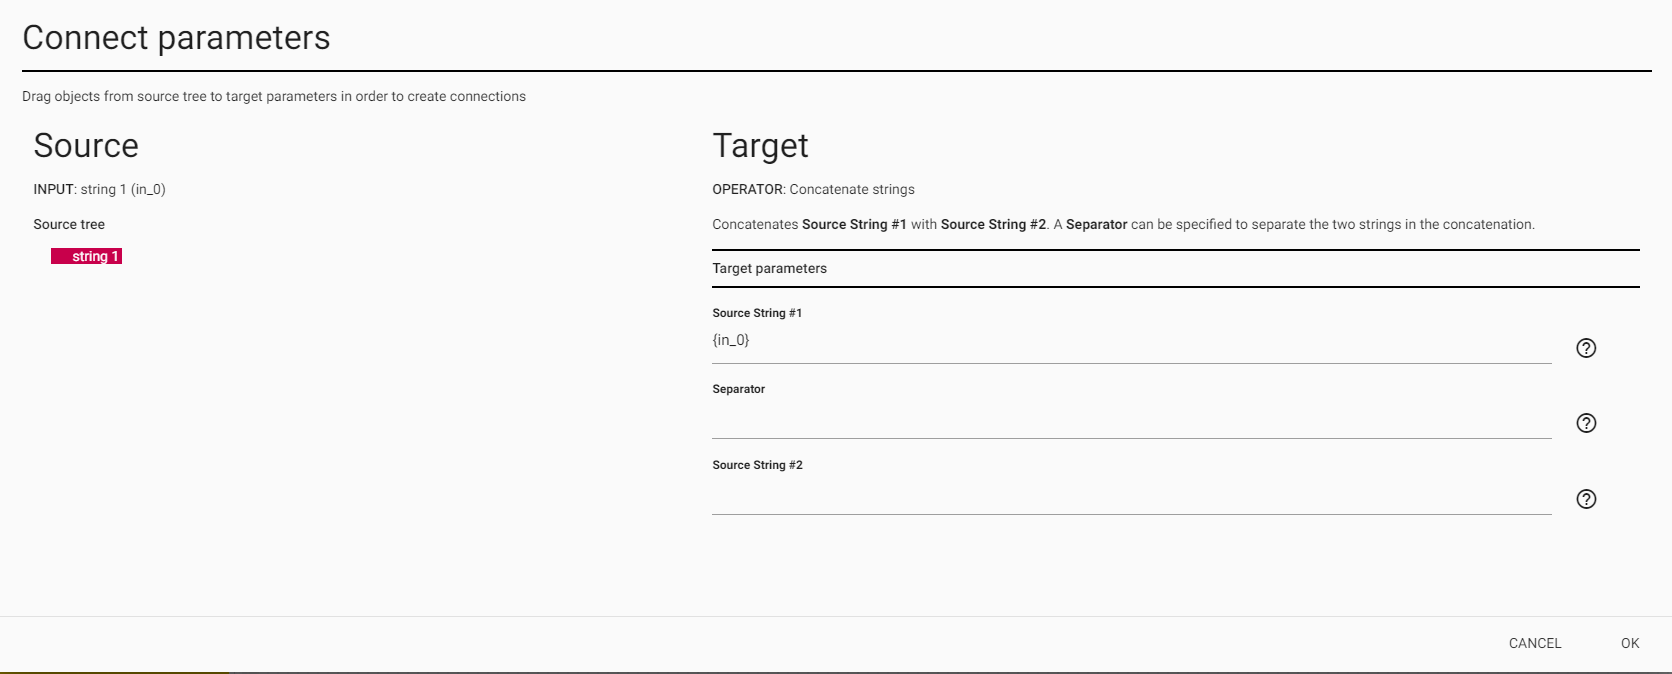 Connect parameters
Drag objects from source tree to target parameters in order to create connections
Source
INPUT: string 1 (in_0)
Source tree
string 1
Target
OPERATOR: Concatenate strings
Concatenates Source String #1 with Source String #2. A Separator can be specified to separate the two strings in the concatenation.
Target parameters
Source String #1
{in_0}
Separator
Source String #2
CANCEL
OK